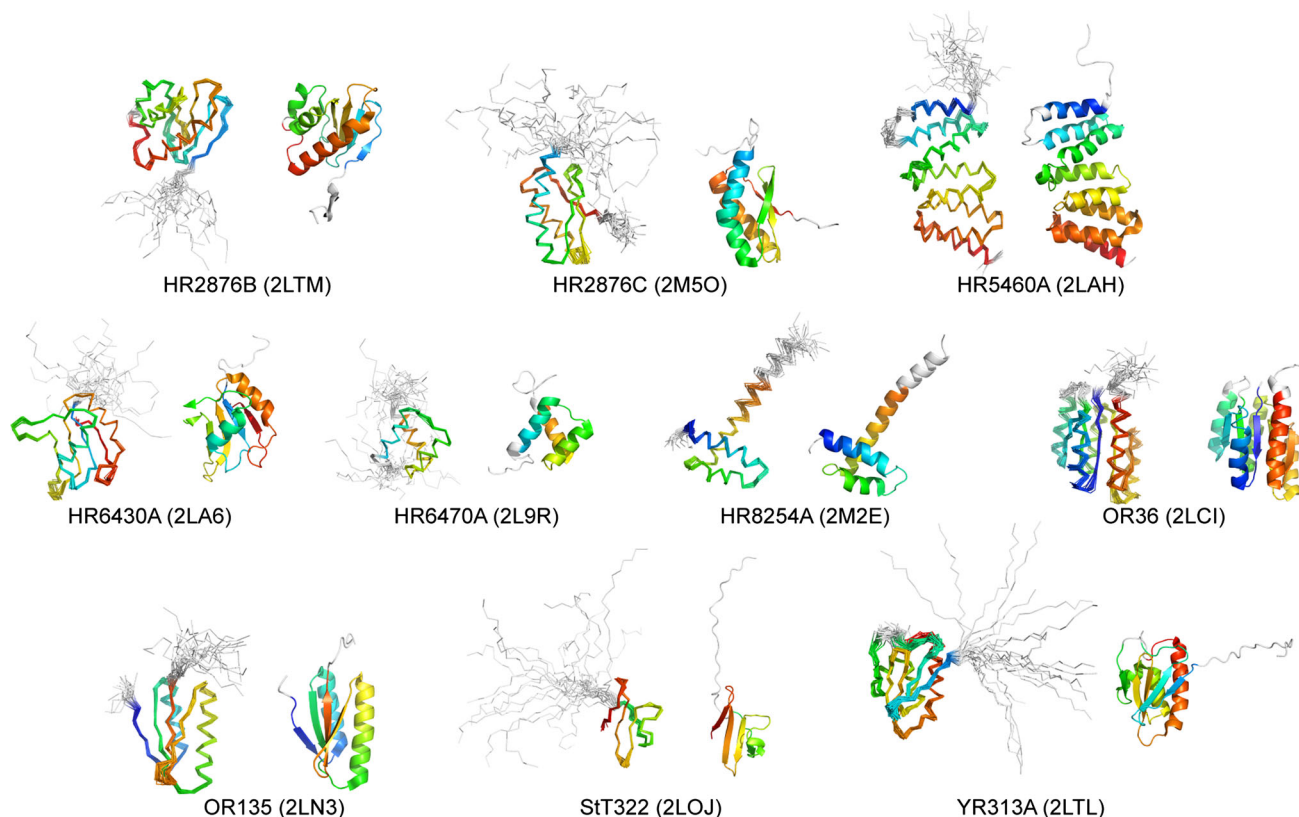 HR2876B (2LTM)
HR2876C (2M5O)
HR5460A (2LAH)
HR6430A (2LA6)
HR6470A (2L9R)
HR8254A (2M2E)
OR36 (2LCI)
OR135 (2LN3)
StT322 (2LOJ)
YR313A (2LTL)